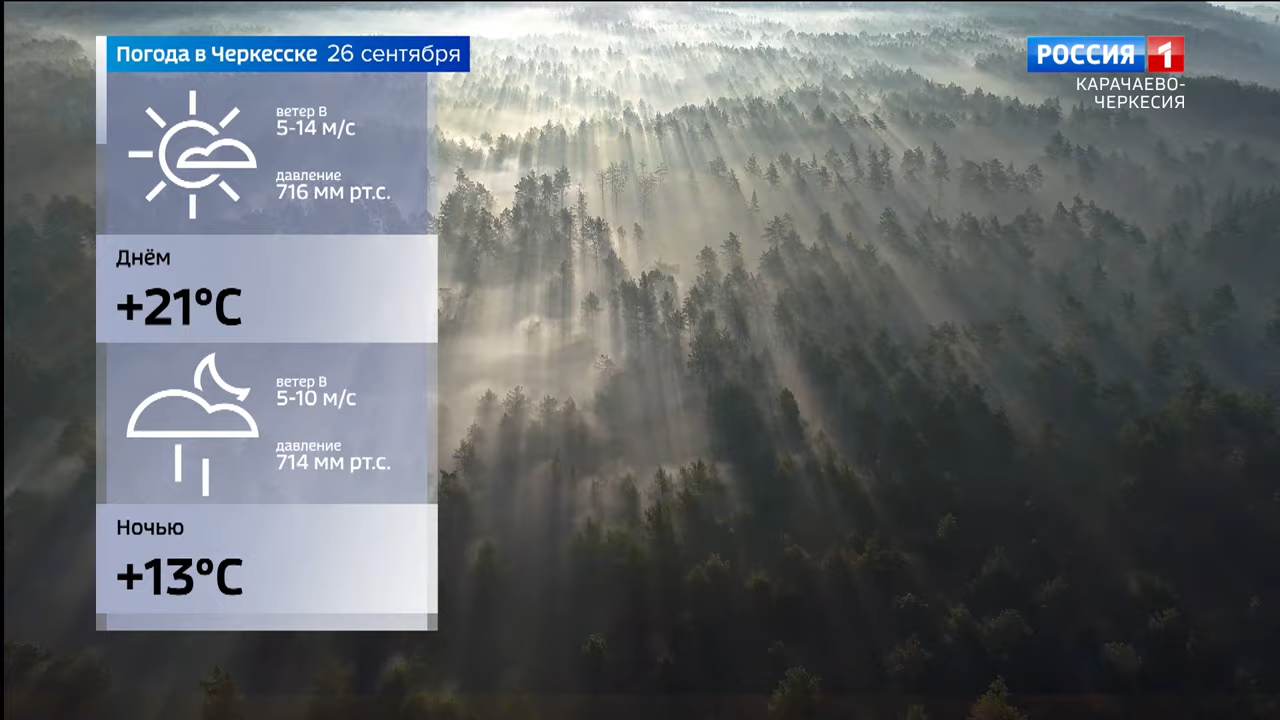 Погода в Черкесске 26 сентября
РОССИЯ 1
КАРАЧАЕВО-
ЧЕРКЕСИЯ
ветер В
5-14 м/с
давление
716 мм рт.с.
Днём
+21°C
ветер В
5-10 м/с
давление
714 мм рт.с.
Ночью
+13°C